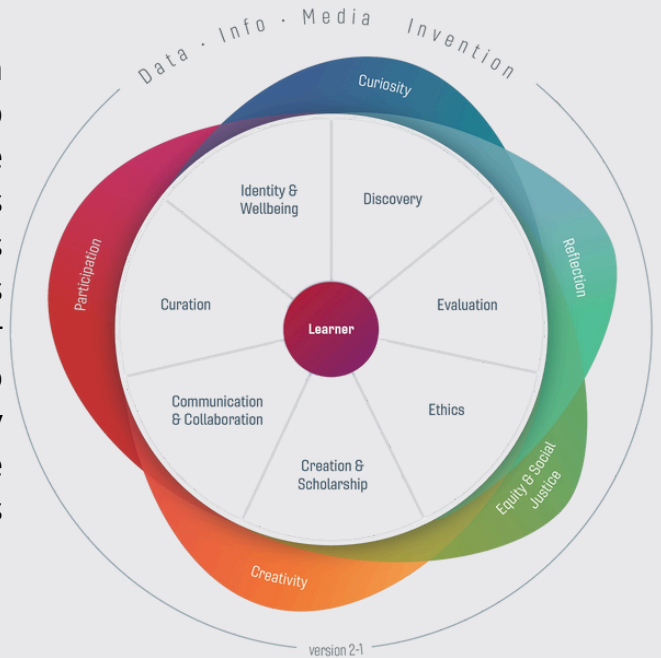 Data · Info · Media Invention
Curiosity
Identity &
Wellbeing
Discovery
Participation
Reflection
Curation
Evaluation
Learner
Communication
& Collaboration
Ethics
Creation &
Scholarship
Equity & Social
Justice
Creativity
version 2-1